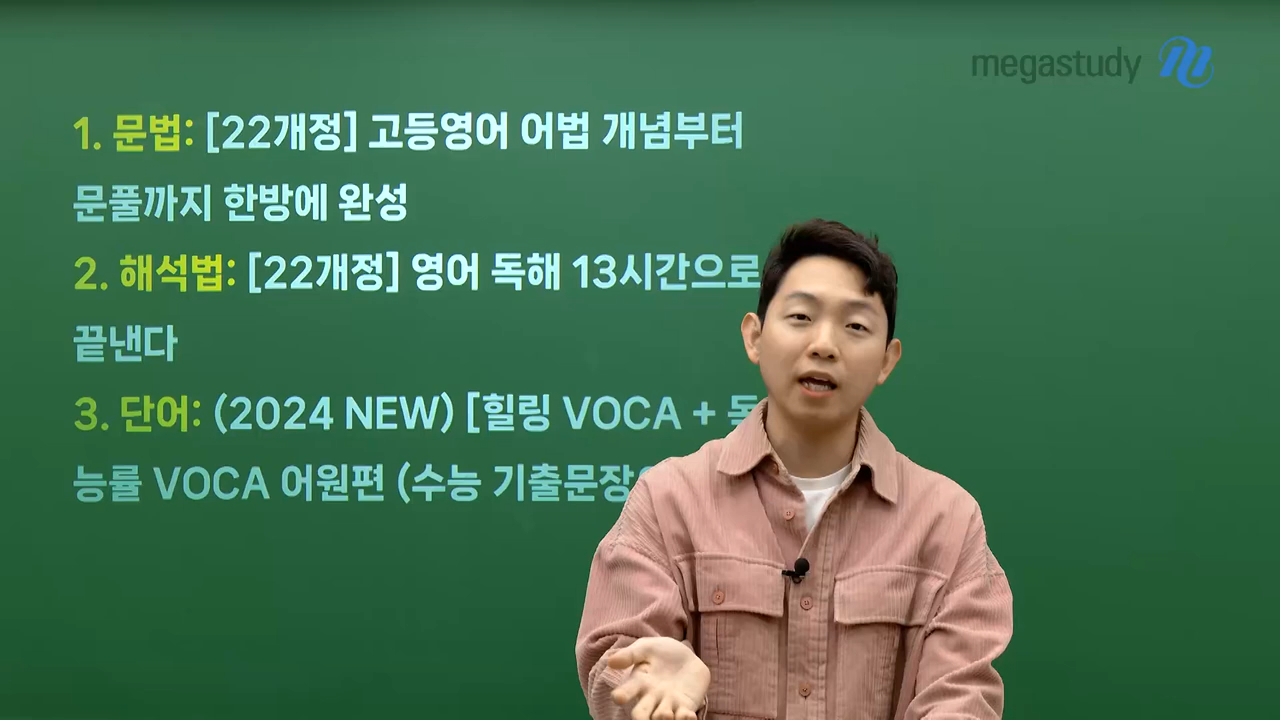 megastudy
1. 문법: [22개정] 고등영어 어법 개념부터
문풀까지 한방에 완성
2. 해석법: [22개정] 영어 독해 13시간으로
끝낸다
3. 단어: (2024 NEW) [힐링 VOCA +
능률 VOCA 어원편 (수능 기출문장